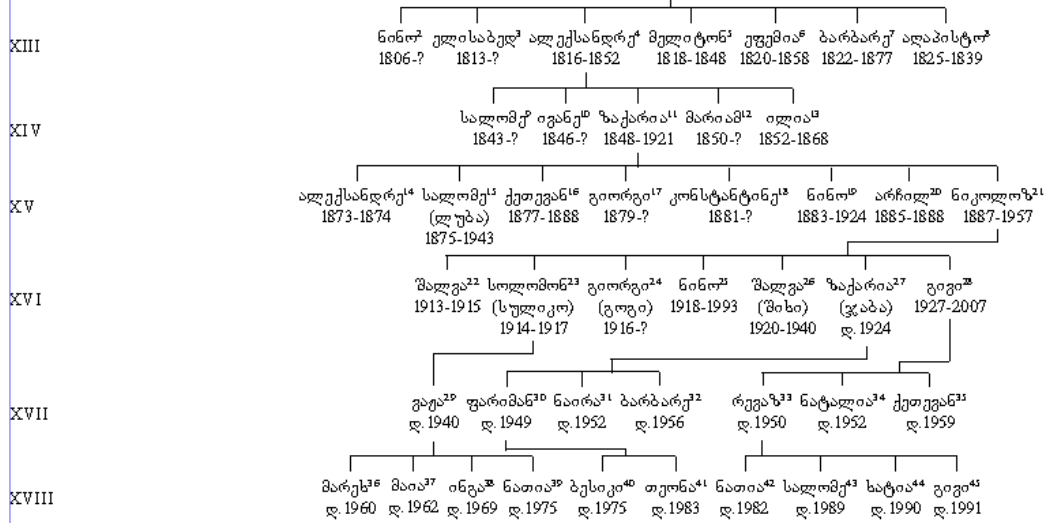 XIII
ნინო² ელისაბედ³ ალექსანდრე⁴ მელიტონ⁵ ეფემია⁶ ბარბარე⁷ აღაპისტო⁸
1806-? 1813-? 1816-1852 1818-1848 1820-1858 1822-1877 1825-1839
XIV
სალომე⁹ ივანე¹⁰ ზაქარია¹¹ მარიამ¹² ილია¹³
1843-? 1846-? 1848-1921 1850-? 1852-1868
XV
ალექსანდრე¹⁴ სალომე¹⁵ ქეთევან¹⁶ გიორგი¹⁷ კონსტანტინე¹⁸ ნინო¹⁹ არჩილ²⁰ ნიკოლოზ²¹
1873-1874 (ლუბა) 1877-1888 1879-? 1881-? 1883-1924 1885-1888 1887-1957
1875-1943
XVI
შალვა²² სოლომონ²³ გიორგი²⁴ ნინო²⁵ შალვა²⁶ ზაქარია²⁷ გივი²⁸
1913-1915 (სულიკო) (გოგი) 1918-1993 (შიხი) (ჯაბა) 1927-2007
1914-1917 1916-? 1920-1940 დ.1924
XVII
ვაჟა²⁹ ფარიმან³⁰ ნაირა³¹ ბარბარე³² რევაზ³³ ნატალია³⁴ ქეთევან³⁵
დ.1940 დ.1949 დ.1952 დ.1956 დ.1950 დ.1952 დ.1959
XVIII
მარეხ³⁶ მაია³⁷ ინგა³⁸ ნათია³⁹ ბესიკი⁴⁰ თეონა⁴¹ ნათია⁴² სალომე⁴³ ხატია⁴⁴ გივი⁴⁵
დ.1960 დ.1962 დ.1969 დ.1975 დ.1975 დ.1983 დ.1982 დ.1989 დ.1990 დ.1991